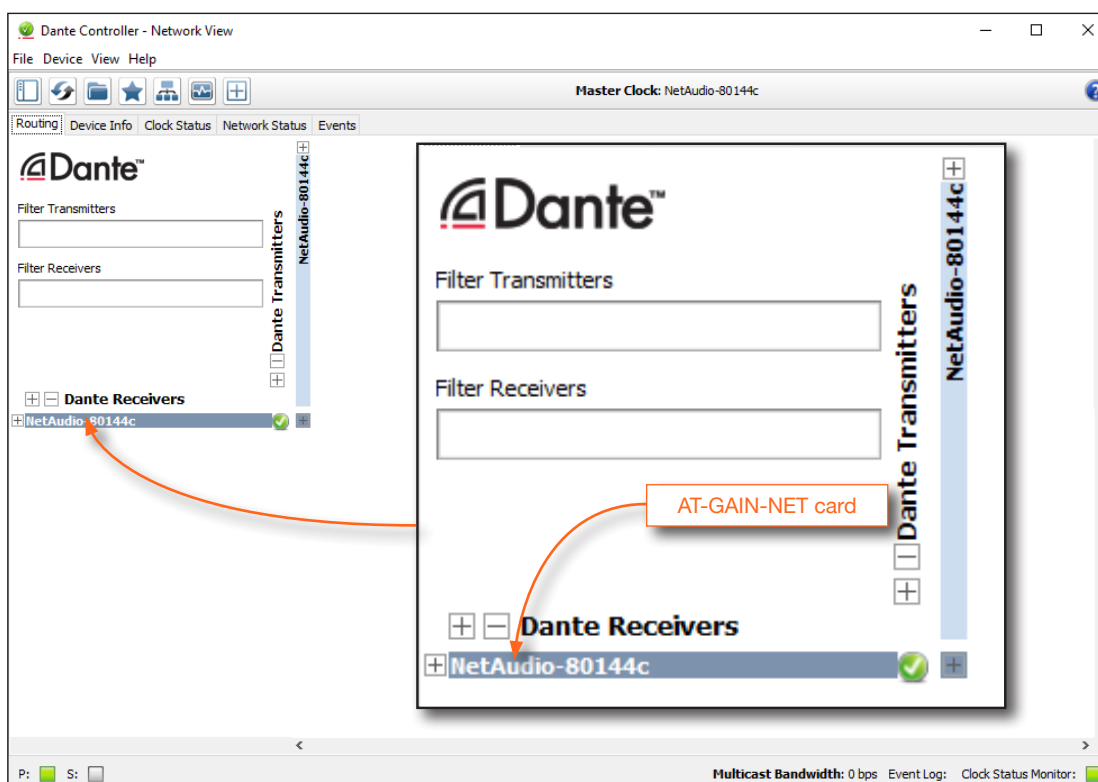 Dante Controller - Network View
File Device View Help
Master Clock: NetAudio-80144c
Routing Device Info Clock Status Network Status Events
Dante™
Filter Transmitters
Filter Receivers
Dante Transmitters
NetAudio-80144c
Dante Receivers
NetAudio-80144c
Dante™
Filter Transmitters
Filter Receivers
Dante Transmitters
NetAudio-80144c
AT-GAIN-NET card
Dante Receivers
NetAudio-80144c
P: S: Multicast Bandwidth: 0 bps Event Log: Clock Status Monitor: